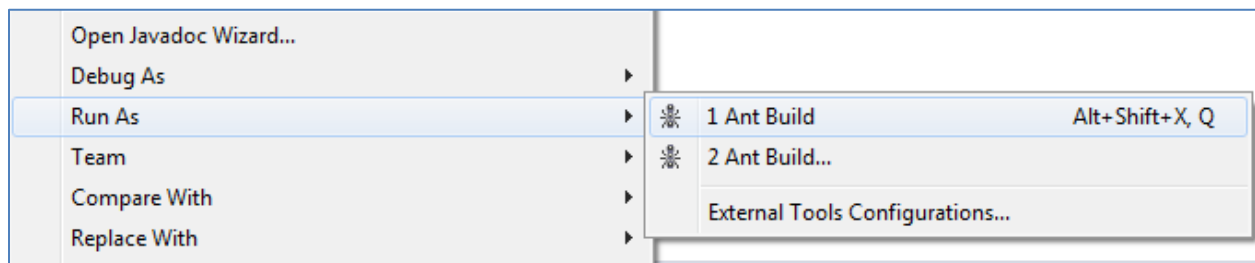 Open Javadoc Wizard...
Debug As
Run As
Team
Compare With
Replace With
1 Ant Build Alt+Shift+X, Q
2 Ant Build...
External Tools Configurations...